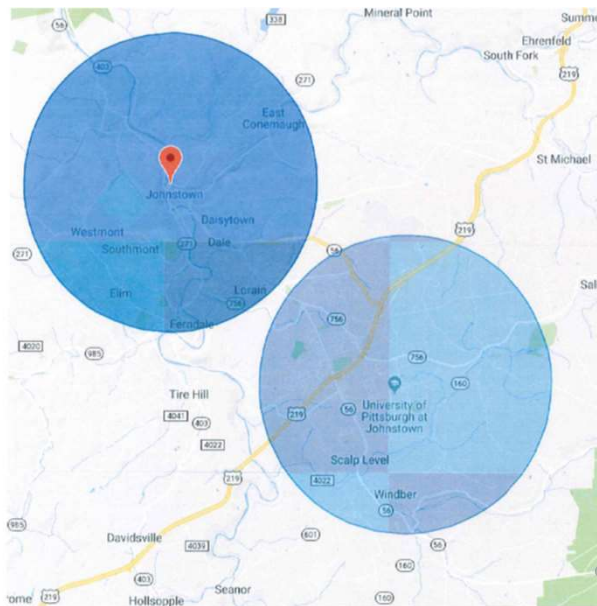 56
338
Mineral Point
Summe
Ehrenfeld
South Fork
219
403
271
East
Conemaugh
St Michael
Johnstown
Daisytown
219
Westmont
271
Southmont
271
Dale
56
Sal
Elim
756
Lorain
756
Ferndale
4020
985
756
160
Tire Hill
University of
Pittsburgh at
Johnstown
4041
403
219
56
4022
Scalp Level
219
4022
Windber
56
985
601
56
Davidsville
4039
160
403
rome
219
Hollsopple
Seanor
160